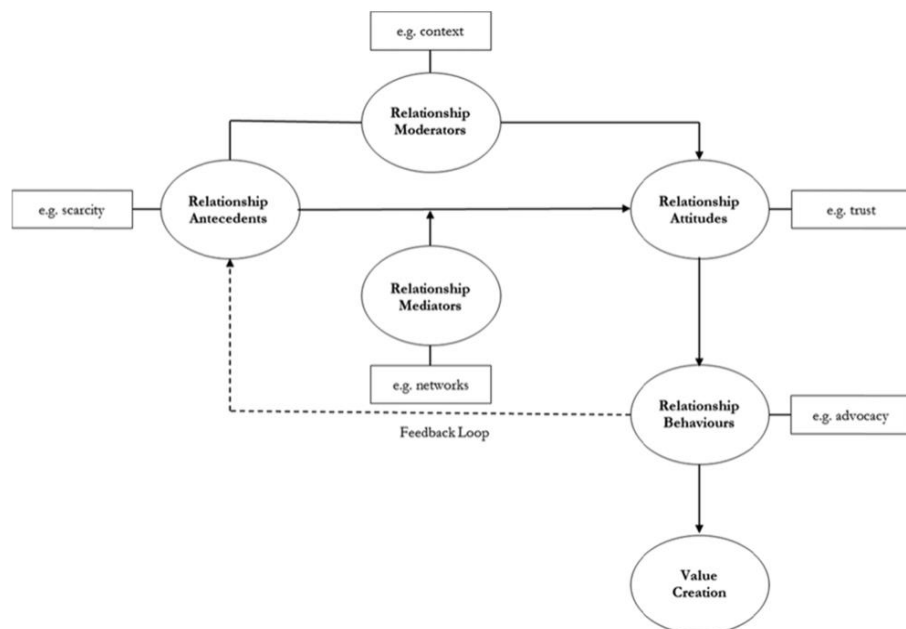 e.g. context
Relationship
Moderators
e.g. scarcity
Relationship
Antecedents
Relationship
Attitudes
e.g. trust
Relationship
Mediators
e.g. networks
Relationship
Behaviours
e.g. advocacy
Feedback Loop
Value
Creation